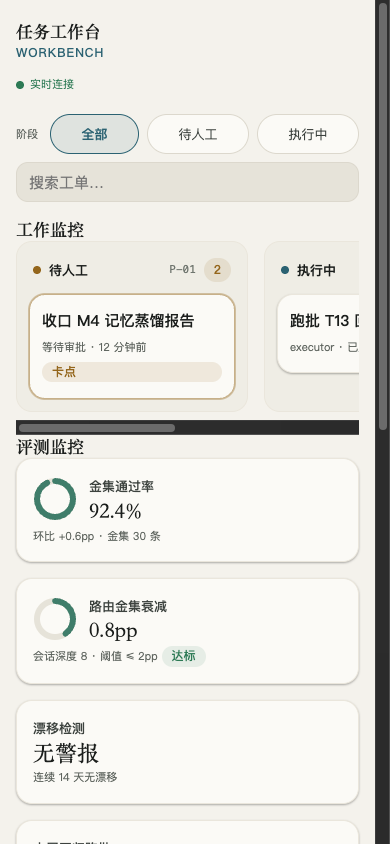 任务工作台
WORKBENCH
实时连接
阶段 全部 待人工 执行中
搜索工单…
工作监控
待人工 P-01 2
收口 M4 记忆蒸馏报告
等待审批 · 12 分钟前
卡点
执行中
跑批 T13
executor · 已
评测监控
金集通过率
92.4%
环比 +0.6pp · 金集 30 条
路由金集衰减
0.8pp
会话深度 8 · 阈值 ≤ 2pp 达标
漂移检测
无警报
连续 14 天无漂移